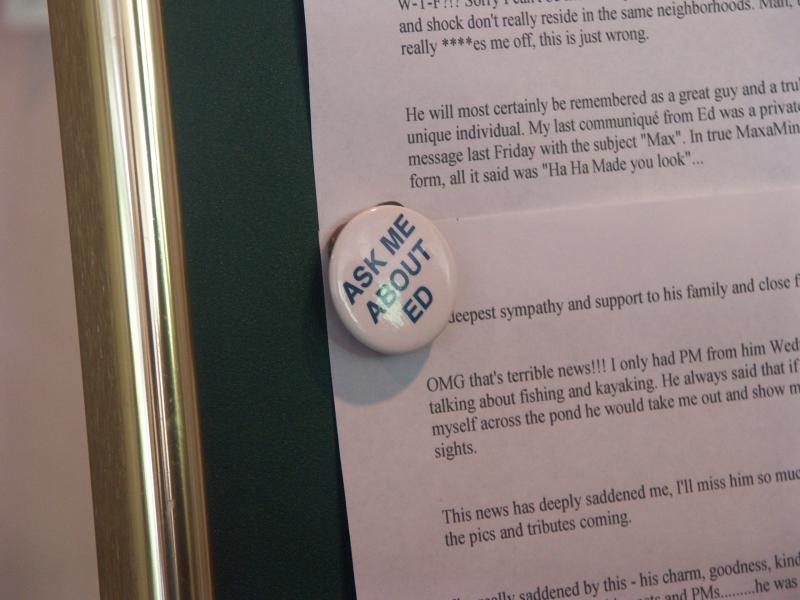 W-T-F!!! Sorry I can't
and shock don't really reside in the same neighborhoods. Man,
really ****es me off, this is just wrong.
He will most certainly be remembered as a great guy and a
unique individual. My last communiqué from Ed was a private
message last Friday with the subject "Max". In true MaxaMin
form, all it said was "Ha Ha Made you look"...
ASK ME
ABOUT
ED
deepest sympathy and support to his family and close f
OMG that's terrible news!!! I only had PM from him Wed
talking about fishing and kayaking. He always said that if
myself across the pond he would take me out and show m
sights.
This news has deeply saddened me, I'll miss him so muc
the pics and tributes coming.
really saddened by this - his charm, goodness, kind
and PMs.........he was